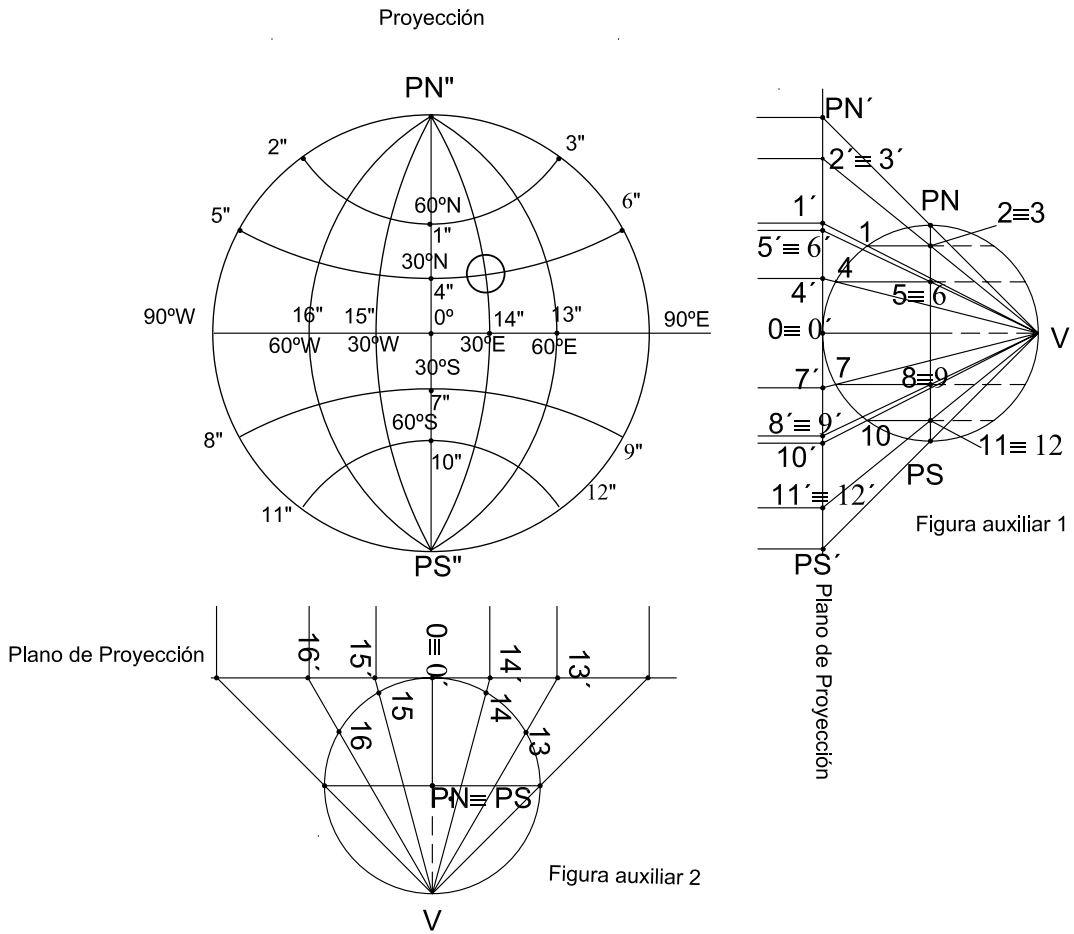 Proyección
PN"
2"
3"
5"
6"
60ºN
1"
30ºN
4"
90ºW
16"
15"
0º
14"
13"
90ºE
60ºW
30ºW
30ºE
60ºE
30ºS
7"
60ºS
8"
9"
10"
11"
12"
PS"
PN´
2´≡ 3´
PN
2≡3
1´
1
5´≡ 6´
4
5≡ 6
4´
0≡ 0´
V
7´
7
8≡9
8´≡ 9´
10´
10
11≡ 12
PS
11´≡ 12´
Figura auxiliar 1
PS´
Plano de Proyección
Plano de Proyección
16´
15´
0≡ 0´
14´
13´
16
15
14
13
PN≡ PS
Figura auxiliar 2
V